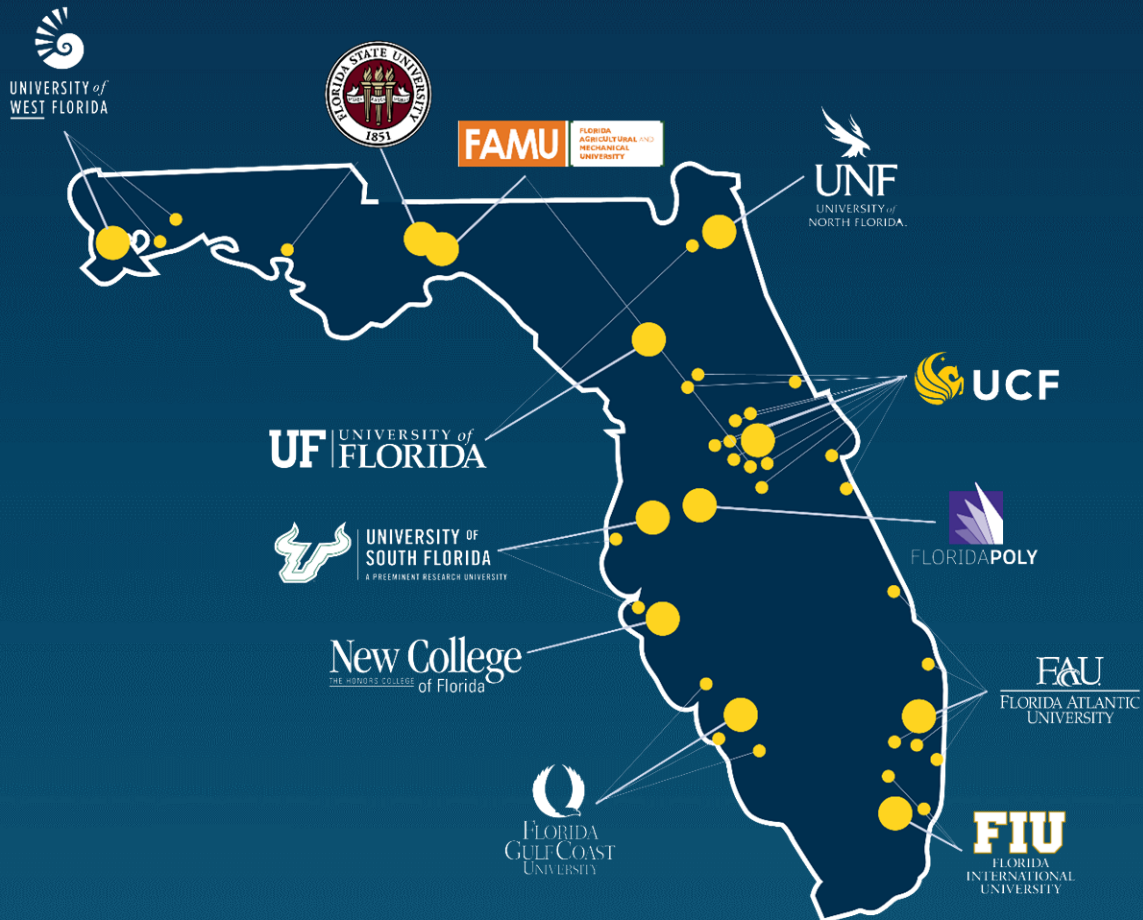 UNIVERSITY of
WEST FLORIDA
FLORIDA STATE UNIVERSITY
1851
FAMU
FLORIDA
AGRICULTURAL AND
MECHANICAL
UNIVERSITY
UNF
UNIVERSITY of
NORTH FLORIDA.
UCF
UF UNIVERSITY of
FLORIDA
UNIVERSITY OF
SOUTH FLORIDA
A PREEMINENT RESEARCH UNIVERSITY
FLORIDAPOLY
New College
THE HONORS COLLEGE
of Florida
FAU
FLORIDA ATLANTIC
UNIVERSITY
FLORIDA
GULF COAST
UNIVERSITY
FIU
FLORIDA
INTERNATIONAL
UNIVERSITY